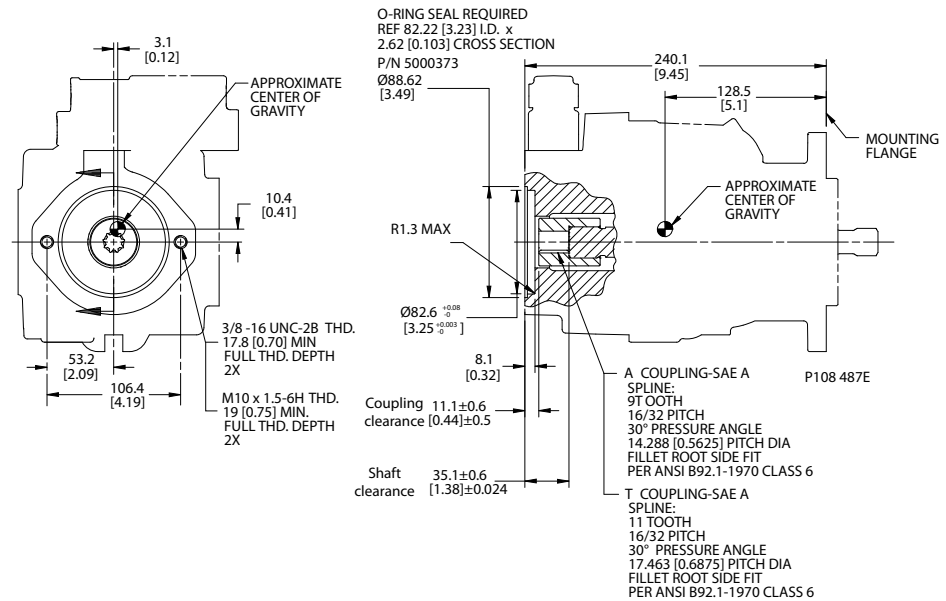 O-RING SEAL REQUIRED
REF 82.22 [3.23] I.D. x
2.62 [0.103] CROSS SECTION
P/N 5000373
Ø88.62
[3.49]
3.1
[0.12]
APPROXIMATE
CENTER OF
GRAVITY
10.4
[0.41]
3/8 -16 UNC-2B THD.
17.8 [0.70] MIN
FULL THD. DEPTH
2X
53.2
[2.09]
106.4
[4.19]
M10 x 1.5-6H THD.
19 [0.75] MIN.
FULL THD. DEPTH
2X
240.1
[9.45]
128.5
[5.1]
MOUNTING
FLANGE
APPROXIMATE
CENTER OF
GRAVITY
R1.3 MAX
Ø82.6 +0.08 -0
[3.25 +0.003 -0 ]
8.1
[0.32]
Coupling 11.1±0.6
clearance [0.44]±0.5
Shaft 35.1±0.6
clearance [1.38]±0.024
A COUPLING-SAE A
SPLINE:
9T OOTH
16/32 PITCH
30° PRESSURE ANGLE
14.288 [0.5625] PITCH DIA
FILLET ROOT SIDE FIT
PER ANSI B92.1-1970 CLASS 6
P108 487E
T COUPLING-SAE A
SPLINE:
11 TOOTH
16/32 PITCH
30° PRESSURE ANGLE
17.463 [0.6875] PITCH DIA
FILLET ROOT SIDE FIT
PER ANSI B92.1-1970 CLASS 6